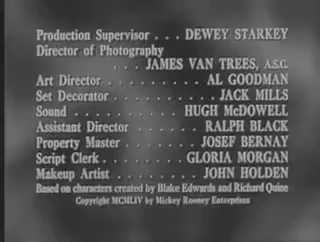 Production Supervisor . . . DEWEY STARKEY
Director of Photography
. . . JAMES VAN TREES, A.S.C.
Art Director . . . . . . . . . AL GOODMAN
Set Decorator . . . . . . . . . JACK MILLS
Sound . . . . . . . . . . HUGH McDOWELL
Assistant Director . . . . . RALPH BLACK
Property Master . . . . . JOSEF BERNAY
Script Clerk . . . . . . . GLORIA MORGAN
Makeup Artist . . . . . . . JOHN HOLDEN
Based on characters created by Blake Edwards and Richard Quine
Copyright MCMLIV by Mickey Rooney Enterprises